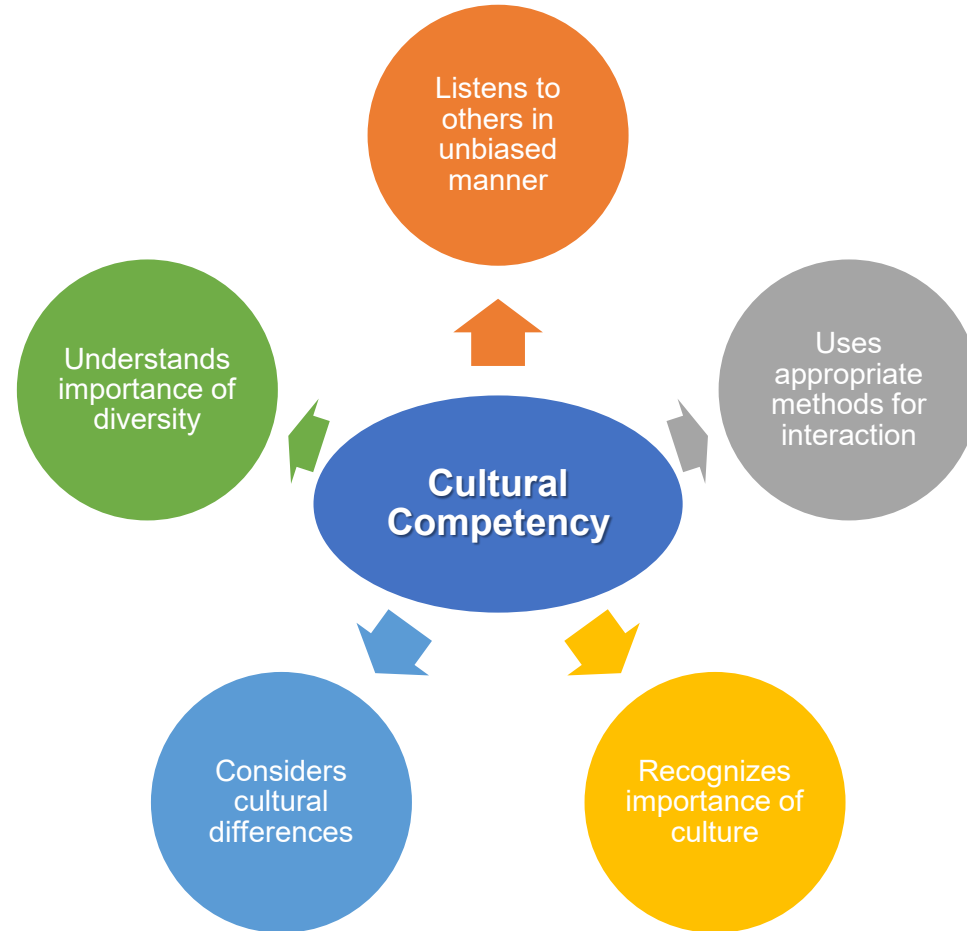 Listens to
others in
unbiased
manner
Understands
importance of
diversity
Uses
appropriate
methods for
interaction
Cultural
Competency
Considers
cultural
differences
Recognizes
importance of
culture